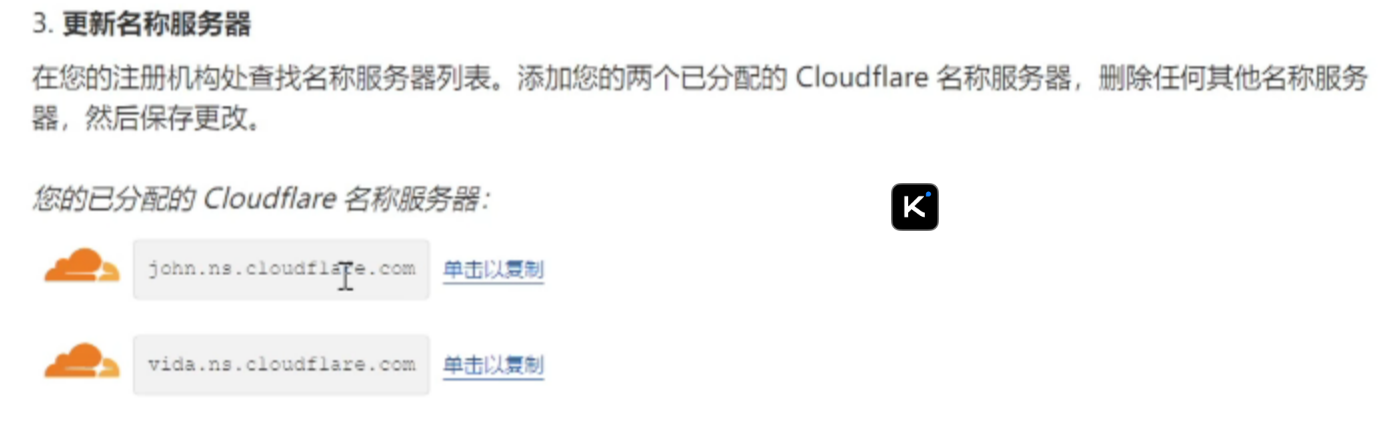 3. 更新名称服务器
在您的注册机构处查找名称服务器列表。添加您的两个已分配的 Cloudflare 名称服务器，删除任何其他名称服务
器，然后保存更改。
您的已分配的 Cloudflare 名称服务器：
K
john.ns.cloudflare.com 单击以复制
vida.ns.cloudflare.com 单击以复制